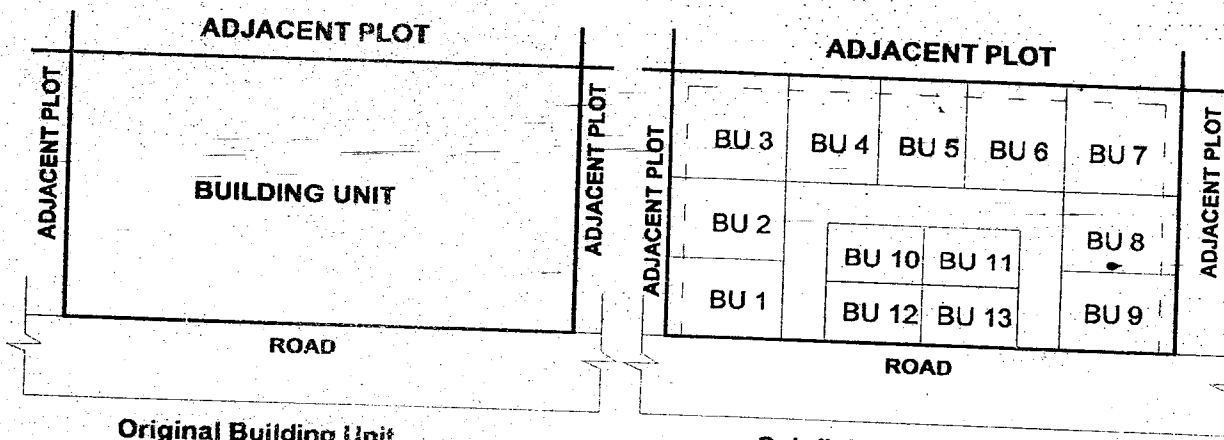 ADJACENT PLOT
ADJACENT PLOT
BUILDING UNIT
ADJACENT PLOT
ROAD
Original Building Unit
ADJACENT PLOT
ADJACENT PLOT
BU 3 BU 4 BU 5 BU 6 BU 7
BU 2 BU 8
BU 10 BU 11
BU 1 BU 12 BU 13 BU 9
ADJACENT PLOT
ROAD